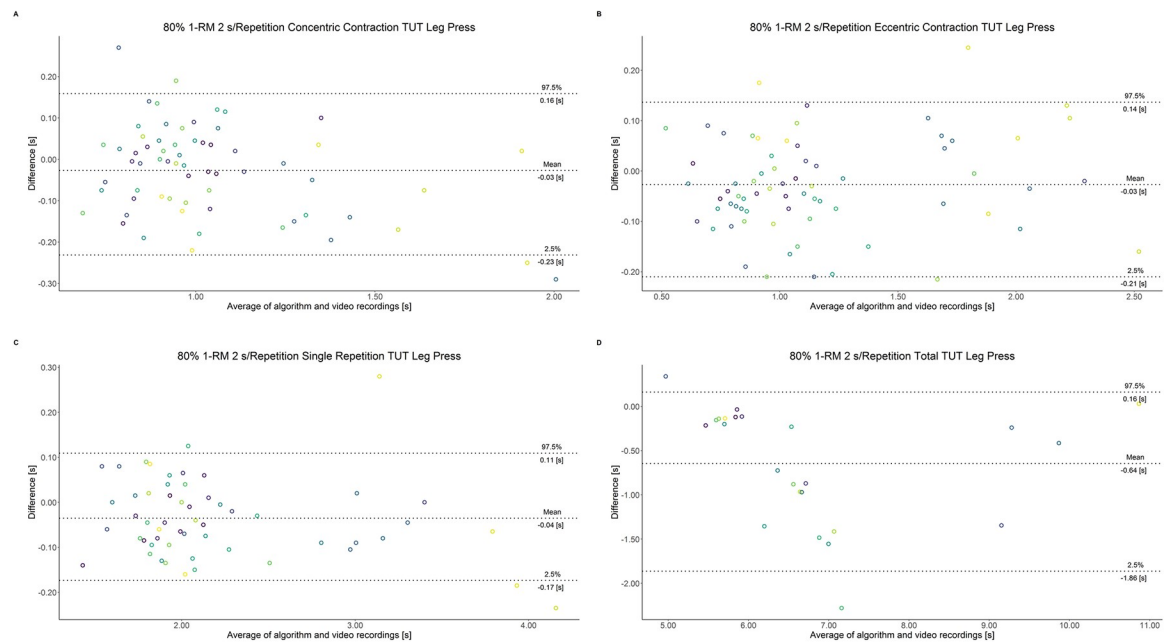 A
80% 1-RM 2 s/Repetition Concentric Contraction TUT Leg Press
Difference [s]
0.20
0.10
0.00
-0.10
-0.20
-0.30
97.5%
0.16 [s]
Mean
-0.03 [s]
2.5%
-0.23 [s]
1.00 1.50 2.00
Average of algorithm and video recordings [s]
B
80% 1-RM 2 s/Repetition Eccentric Contraction TUT Leg Press
Difference [s]
0.20
0.10
0.00
-0.10
-0.20
97.5%
0.14 [s]
Mean
-0.03 [s]
2.5%
-0.21 [s]
0.50 1.00 1.50 2.00 2.50
Average of algorithm and video recordings [s]
C
80% 1-RM 2 s/Repetition Single Repetition TUT Leg Press
Difference [s]
0.30
0.20
0.10
0.00
-0.10
-0.20
97.5%
0.11 [s]
Mean
-0.04 [s]
2.5%
-0.17 [s]
2.00 3.00 4.00
Average of algorithm and video recordings [s]
D
80% 1-RM 2 s/Repetition Total TUT Leg Press
Difference [s]
0.00
-0.50
-1.00
-1.50
-2.00
97.5%
0.16 [s]
Mean
-0.64 [s]
2.5%
-1.86 [s]
5.00 6.00 7.00 8.00 9.00 10.00 11.00
Average of algorithm and video recordings [s]